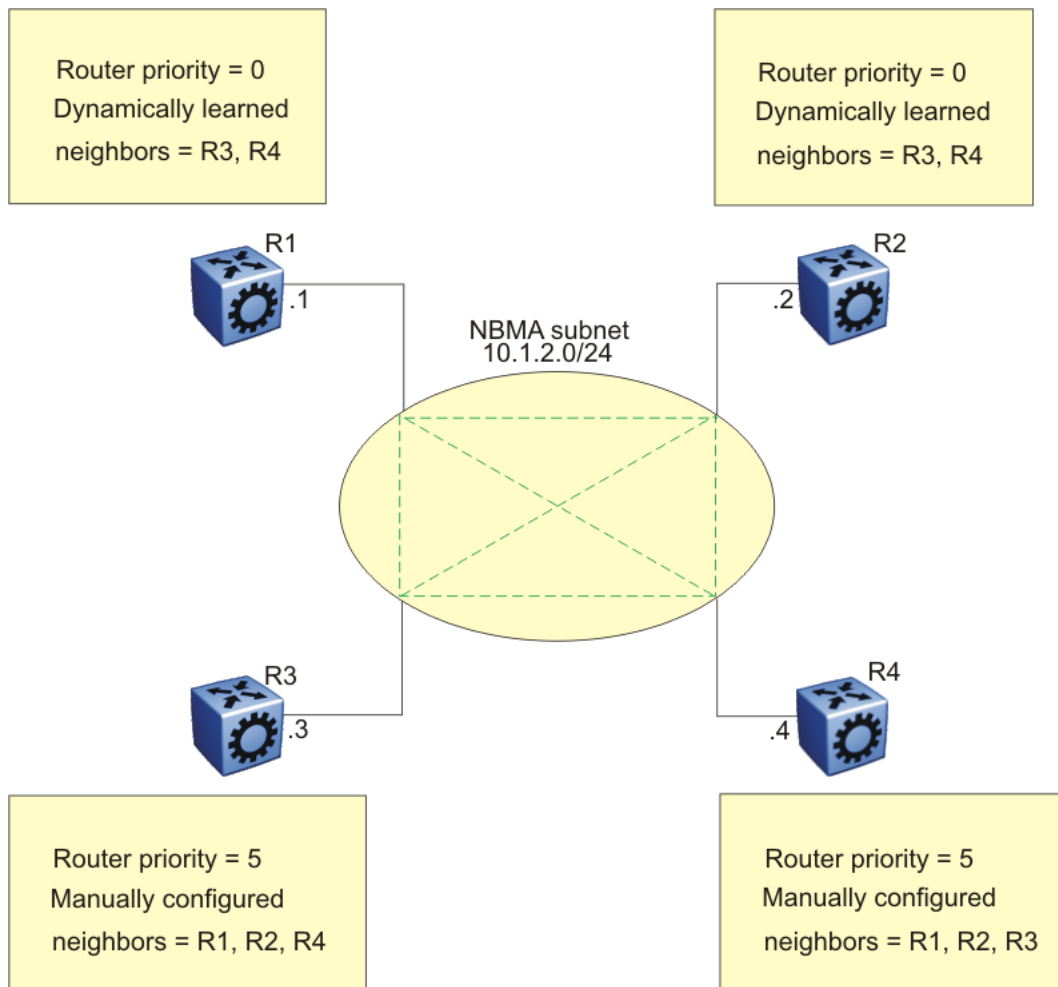 Router priority = 0
Dynamically learned
neighbors = R3, R4
Router priority = 0
Dynamically learned
neighbors = R3, R4
R1
.1
R2
.2
NBMA subnet
10.1.2.0/24
R3
.3
R4
.4
Router priority = 5
Manually configured
neighbors = R1, R2, R4
Router priority = 5
Manually configured
neighbors = R1, R2, R3